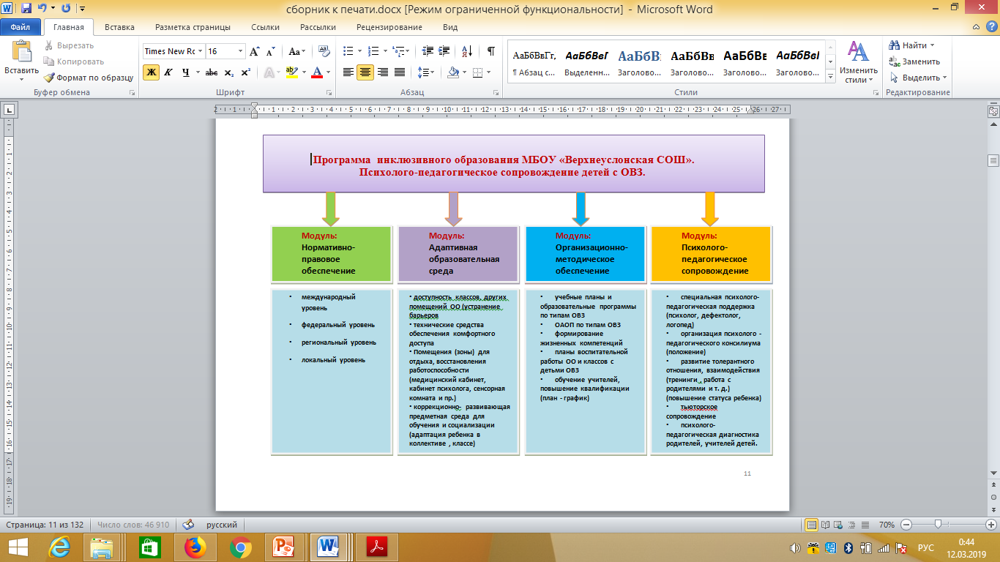 сборник к печати.docx [Режим ограниченной функциональности] - Microsoft Word
Файл
Главная
Вставка
Разметка страницы
Ссылки
Рассылки
Рецензирование
Вид
Вставить
Вырезать
Копировать
Формат по образцу
Буфер обмена
Times New Ro
16
Шрифт
Абзац
АаБбВвГг,
АаБбВвГ
АаБбВ
АаБбВв
АаБбВв
АаБбВвІ
¶ Абзац с...
Выделенн...
Заголово...
Заголово...
Заголово...
Заголово...
Стили
Изменить
стили
Найти
Заменить
Выделить
Редактирование
Программа инклюзивного образования МБОУ «Верхнеуслонская СОШ».
Психолого-педагогическое сопровождение детей с ОВЗ.
Модуль:
Нормативно-
правовое
обеспечение
Модуль:
Адаптивная
образовательная
среда
Модуль:
Организационно-
методическое
обеспечение
Модуль:
Психолого-
педагогическое
сопровождение
• международный
уровень
• федеральный уровень
• региональный уровень
• локальный уровень
• доступность классов, других
помещений ОО (устранение
барьеров
• технические средства
обеспечения комфортного
доступа
• Помещения (зоны) для
отдыха, восстановления
работоспособности
(медицинский кабинет,
кабинет психолога, сенсорная
комната и пр.)
• коррекционно- развивающая
предметная среда для
обучения и социализации
(адаптация ребенка в
коллективе , классе)
• учебные планы и
образовательные программы
по типам ОВЗ
• ОАОП по типам ОВЗ
• формирование
жизненных компетенций
• планы воспитательной
работы ОО и классов с
детьми ОВЗ
• обучение учителей,
повышение квалификации
(план - график)
• специальная психолого-
педагогическая поддержка
(психолог, дефектолог,
логопед)
• организация психолого -
педагогического консилиума
(положение)
• развитие толерантного
отношения, взаимодействия
(тренинги , работа с
родителями и т. д.)
(повышение статуса ребенка)
• тьюторское
сопровождение
• психолого-
педагогическая диагностика
родителей, учителей детей.
11
Страница: 11 из 132
Число слов: 46 910
русский
70%
РУС
0:44
12.03.2019